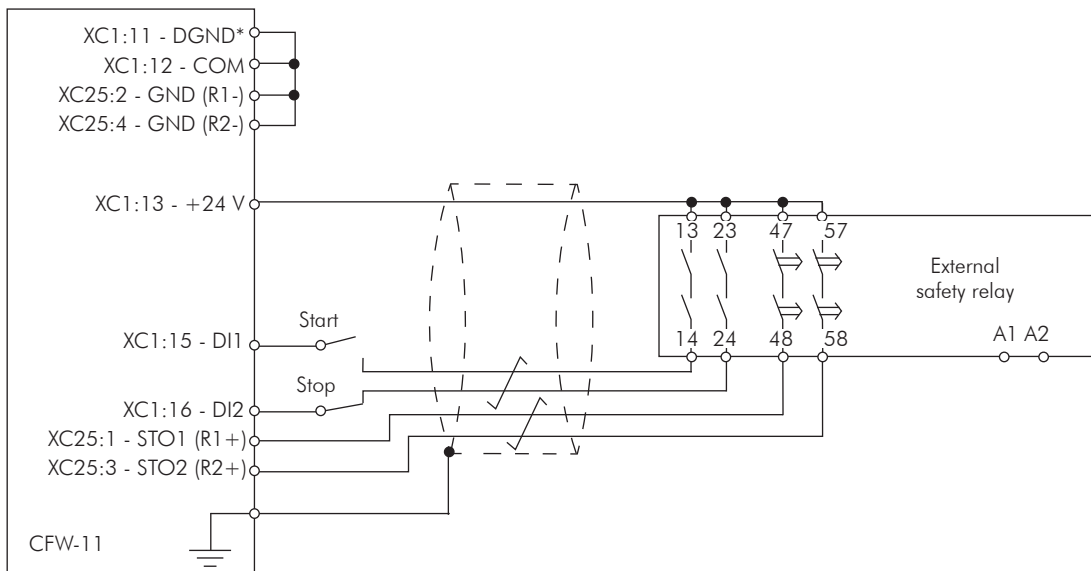 XC1:11 - DGND*
XC1:12 - COM
XC25:2 - GND (R1-)
XC25:4 - GND (R2-)
XC1:13 - +24 V
13 23 47 57
External
safety relay
Start
XC1:15 - DI1
14 24 48 58
A1 A2
Stop
XC1:16 - DI2
XC25:1 - STO1 (R1+)
XC25:3 - STO2 (R2+)
CFW-11